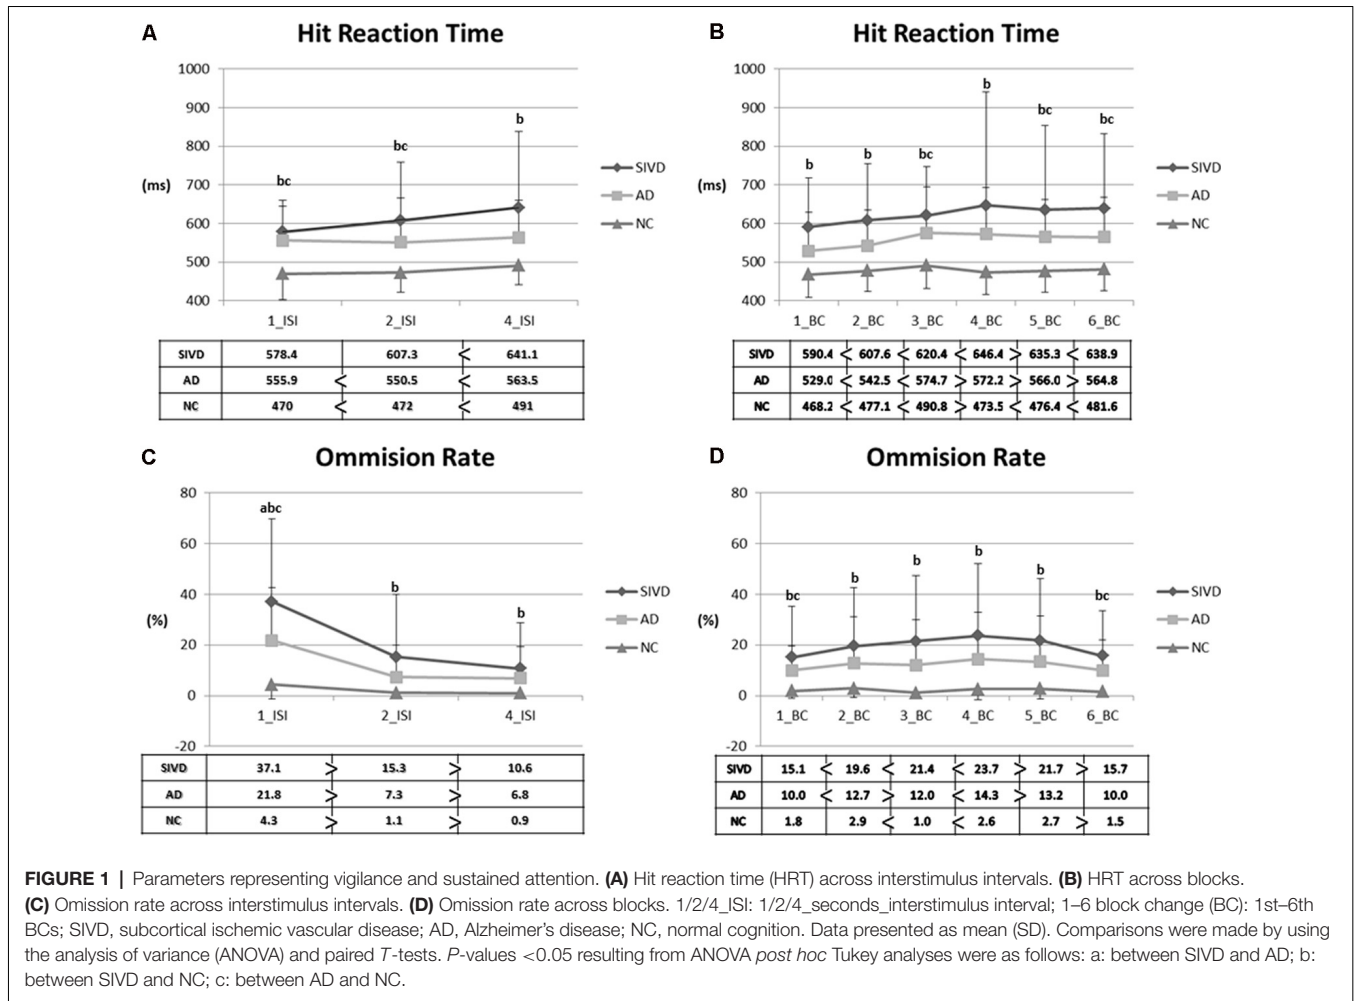 A
Hit Reaction Time
1000
900
800
700
600
500
400
(ms)
bc
bc
b
SIVD
AD
NC
1_ISI 2_ISI 4_ISI
SIVD 578.4 607.3 < 641.1
AD 555.9 < 550.5 < 563.5
NC 470 < 472 < 491
B
Hit Reaction Time
1000
900
800
700
600
500
400
(ms)
b
b
bc
b
bc
bc
SIVD
AD
NC
1_BC 2_BC 3_BC 4_BC 5_BC 6_BC
SIVD 590.4 < 607.6 < 620.4 < 646.4 > 635.3 < 638.9
AD 529.0 < 542.5 < 574.7 > 572.2 > 566.0 > 564.8
NC 468.2 < 477.1 < 490.8 > 473.5 < 476.4 < 481.6
C
Ommision Rate
80
60
40
20
0
-20
(%)
abc
b
b
SIVD
AD
NC
1_ISI 2_ISI 4_ISI
SIVD 37.1 > 15.3 > 10.6
AD 21.8 > 7.3 > 6.8
NC 4.3 > 1.1 > 0.9
D
Ommision Rate
80
60
40
20
0
-20
(%)
bc
b
b
b
b
bc
SIVD
AD
NC
1_BC 2_BC 3_BC 4_BC 5_BC 6_BC
SIVD 15.1 < 19.6 < 21.4 < 23.7 > 21.7 > 15.7
AD 10.0 < 12.7 > 12.0 < 14.3 > 13.2 10.0
NC 1.8 2.9 < 1.0 < 2.6 2.7 > 1.5
FIGURE 1 | Parameters representing vigilance and sustained attention. (A) Hit reaction time (HRT) across interstimulus intervals. (B) HRT across blocks.
(C) Omission rate across interstimulus intervals. (D) Omission rate across blocks. 1/2/4_ISI: 1/2/4_seconds_interstimulus interval; 1–6 block change (BC): 1st–6th
BCs; SIVD, subcortical ischemic vascular disease; AD, Alzheimer's disease; NC, normal cognition. Data presented as mean (SD). Comparisons were made by using
the analysis of variance (ANOVA) and paired T-tests. P-values <0.05 resulting from ANOVA post hoc Tukey analyses were as follows: a: between SIVD and AD; b:
between SIVD and NC; c: between AD and NC.